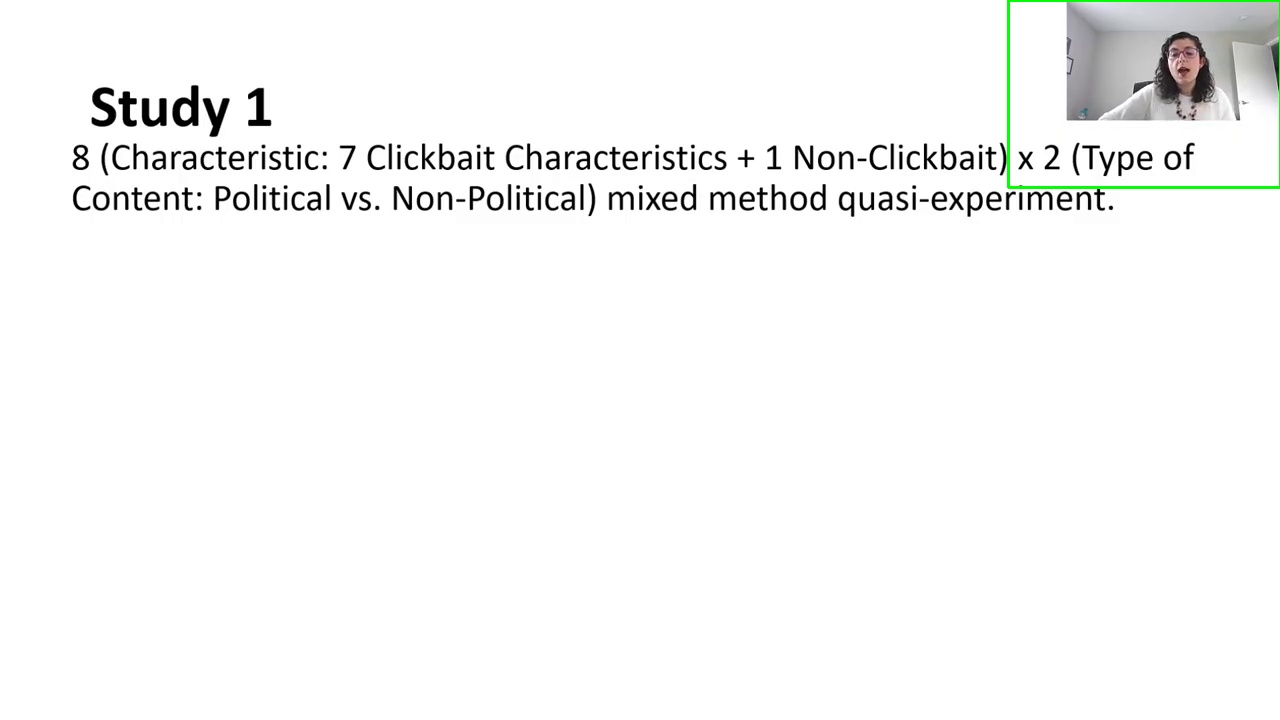 Study 1
8 (Characteristic: 7 Clickbait Characteristics + 1 Non-Clickbait) x 2 (Type of
Content: Political vs. Non-Political) mixed method quasi-experiment.